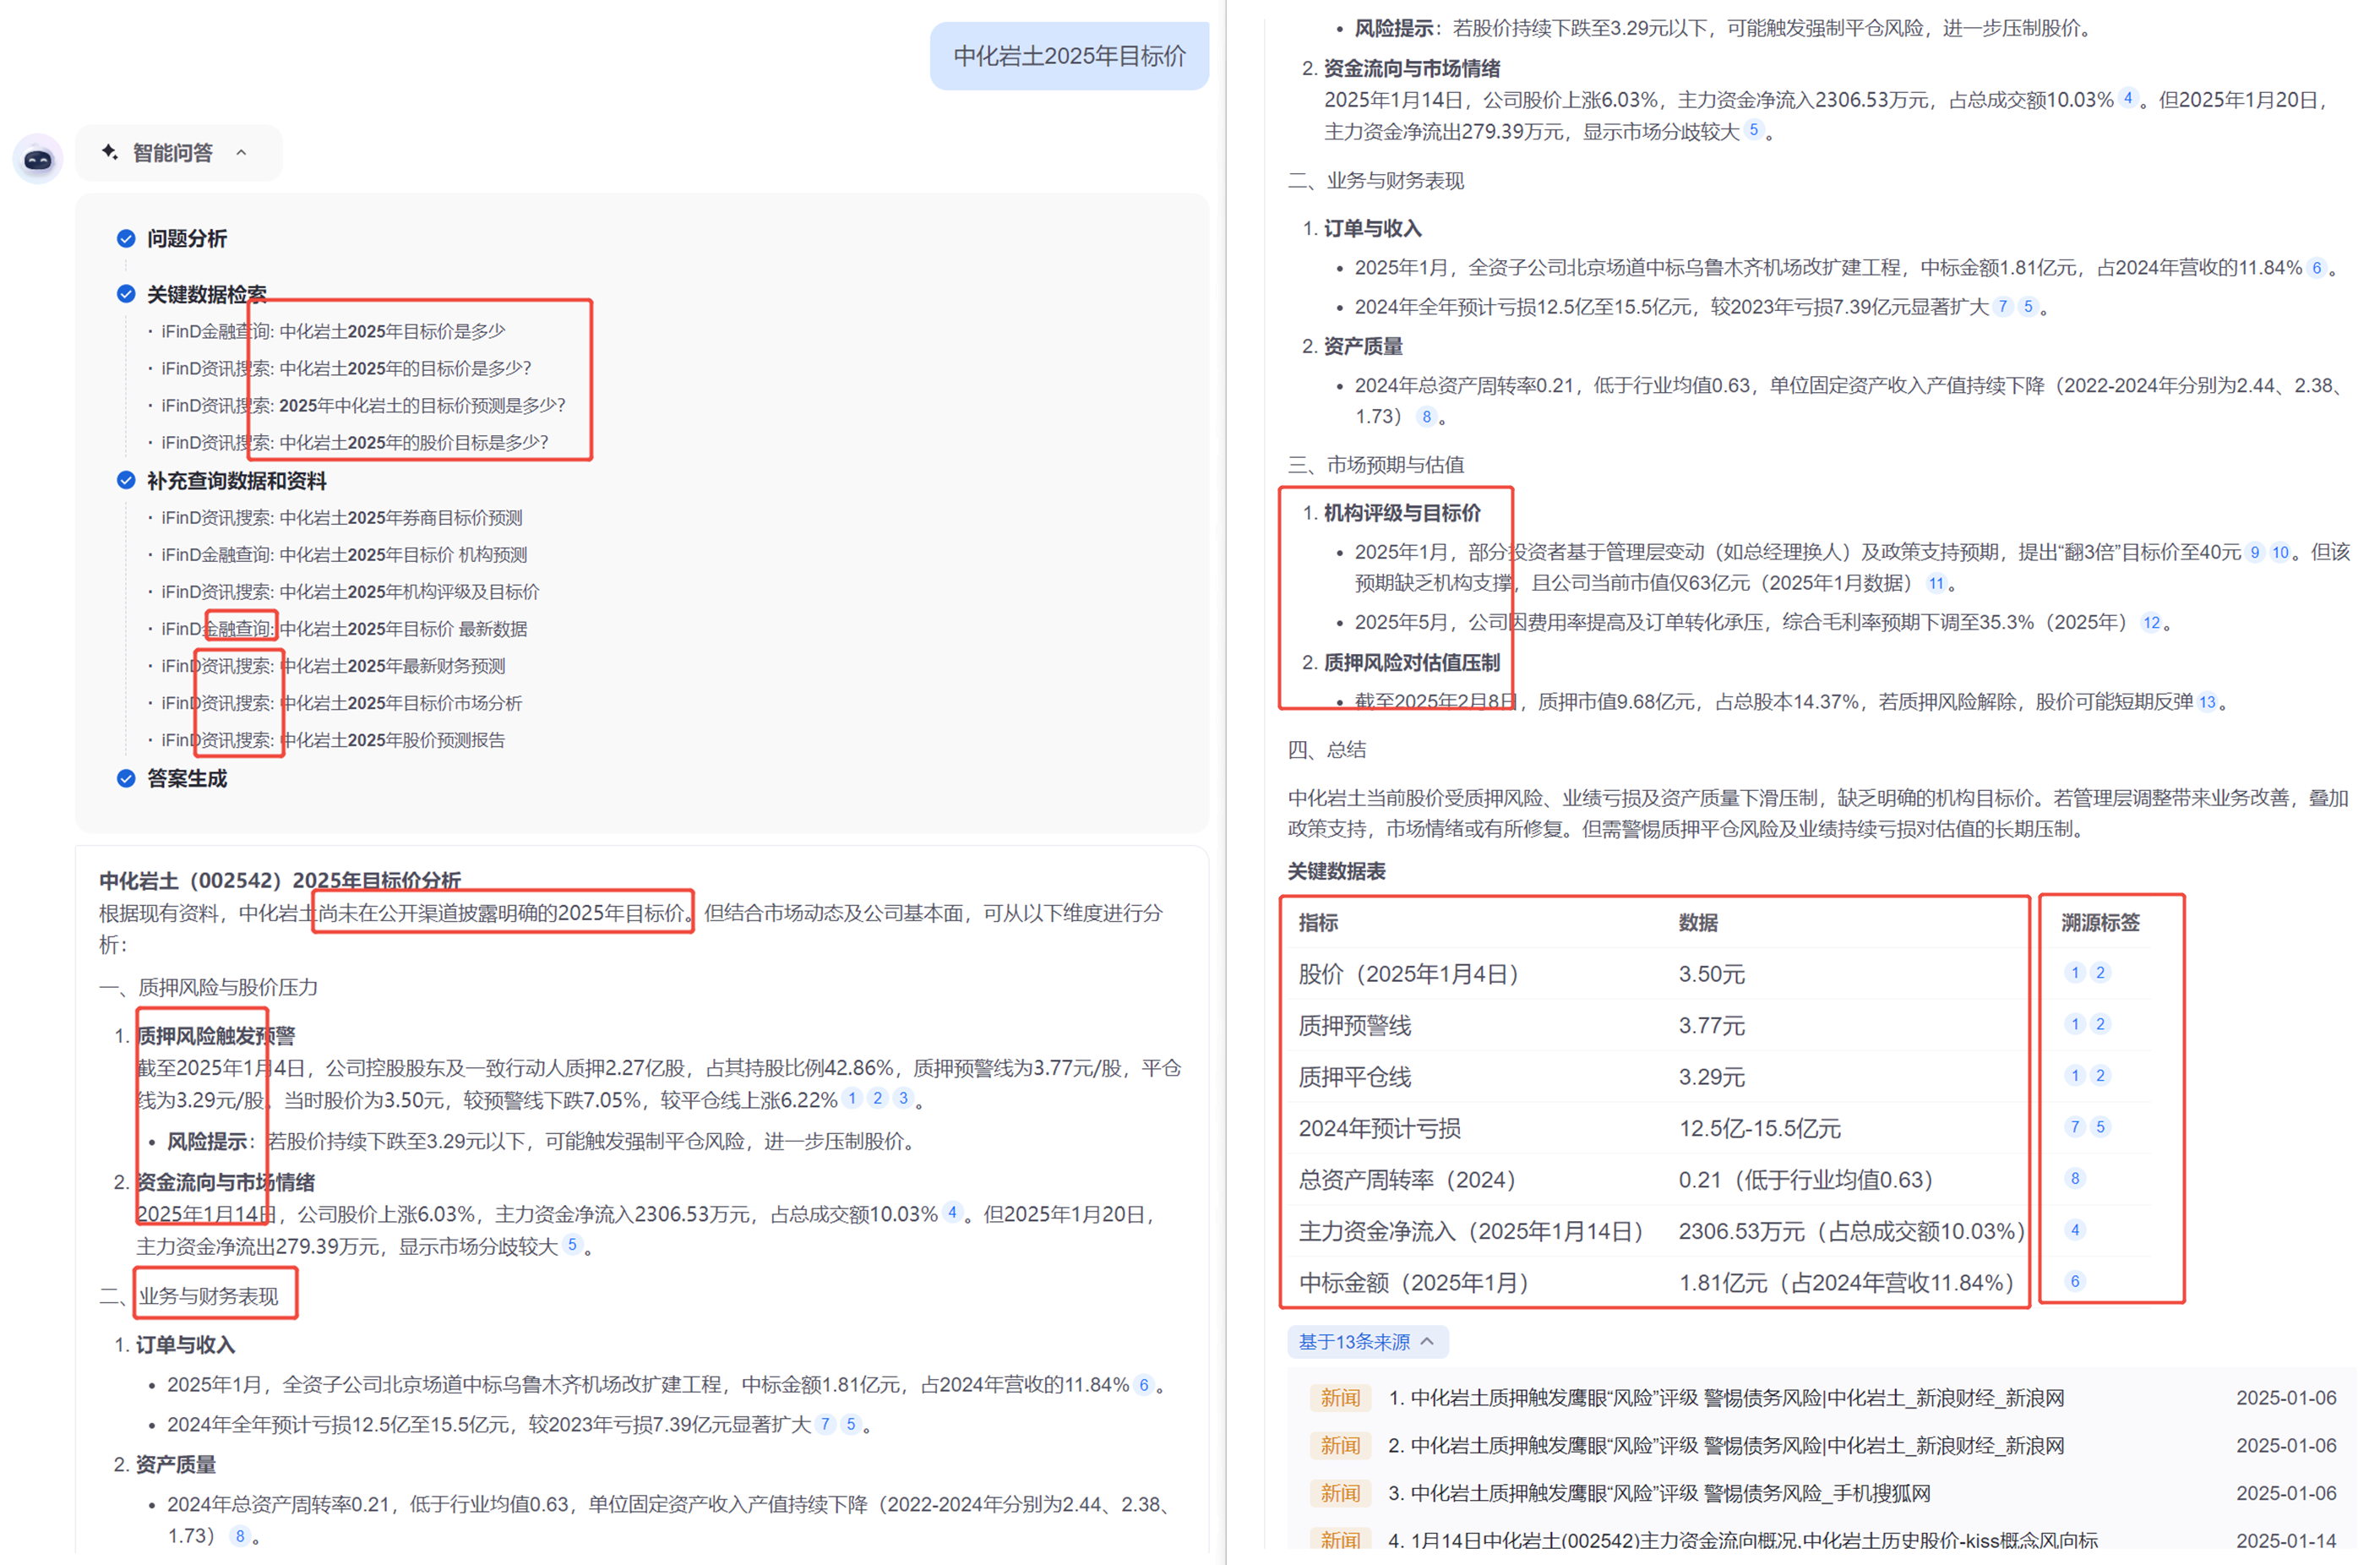 中化岩土2025年目标价
智能问答
问题分析
关键数据检索
· iFinD金融查询: 中化岩土2025年目标价是多少
· iFinD资讯搜索: 中化岩土2025年的目标价是多少?
· iFinD资讯搜索: 2025年中化岩土的目标价预测是多少?
· iFinD资讯搜索: 中化岩土2025年的股价目标是多少?
补充查询数据和资料
· iFinD资讯搜索: 中化岩土2025年券商目标价预测
· iFinD金融查询: 中化岩土2025年目标价 机构预测
· iFinD资讯搜索: 中化岩土2025年机构评级及目标价
· iFinD金融查询: 中化岩土2025年目标价 最新数据
· iFinD资讯搜索: 中化岩土2025年最新财务预测
· iFinD资讯搜索: 中化岩土2025年目标价市场分析
· iFinD资讯搜索: 中化岩土2025年股价预测报告
答案生成
中化岩土（002542）2025年目标价分析
根据现有资料，中化岩土尚未在公开渠道披露明确的2025年目标价。但结合市场动态及公司基本面，可从以下维度进行分
析：
一、质押风险与股价压力
1. 质押风险触发预警
截至2025年1月4日，公司控股股东及一致行动人质押2.27亿股，占其持股比例42.86%，质押预警线为3.77元/股，平仓
线为3.29元/股。当时股价为3.50元，较预警线下跌7.05%，较平仓线上涨6.22% 1 2 3 。
• 风险提示：若股价持续下跌至3.29元以下，可能触发强制平仓风险，进一步压制股价。
2. 资金流向与市场情绪
2025年1月14日，公司股价上涨6.03%，主力资金净流入2306.53万元，占总成交额10.03% 4 。但2025年1月20日，
主力资金净流出279.39万元，显示市场分歧较大 5 。
二、业务与财务表现
1. 订单与收入
• 2025年1月，全资子公司北京场道中标乌鲁木齐机场改扩建工程，中标金额1.81亿元，占2024年营收的11.84% 6 。
• 2024年全年预计亏损12.5亿至15.5亿元，较2023年亏损7.39亿元显著扩大 7 5 。
2. 资产质量
• 2024年总资产周转率0.21，低于行业均值0.63，单位固定资产收入产值持续下降（2022-2024年分别为2.44、2.38、
1.73） 8 。
• 风险提示：若股价持续下跌至3.29元以下，可能触发强制平仓风险，进一步压制股价。
2. 资金流向与市场情绪
2025年1月14日，公司股价上涨6.03%，主力资金净流入2306.53万元，占总成交额10.03% 4 。但2025年1月20日，
主力资金净流出279.39万元，显示市场分歧较大 5 。
二、业务与财务表现
1. 订单与收入
• 2025年1月，全资子公司北京场道中标乌鲁木齐机场改扩建工程，中标金额1.81亿元，占2024年营收的11.84% 6 。
• 2024年全年预计亏损12.5亿至15.5亿元，较2023年亏损7.39亿元显著扩大 7 5 。
2. 资产质量
• 2024年总资产周转率0.21，低于行业均值0.63，单位固定资产收入产值持续下降（2022-2024年分别为2.44、2.38、
1.73） 8 。
三、市场预期与估值
1. 机构评级与目标价
• 2025年1月，部分投资者基于管理层变动（如总经理换人）及政策支持预期，提出“翻3倍”目标价至40元 9 10 。但该
预期缺乏机构支撑，且公司当前市值仅63亿元（2025年1月数据） 11 。
• 2025年5月，公司因费用率提高及订单转化承压，综合毛利率预期下调至35.3%（2025年） 12 。
2. 质押风险对估值压制
• 截至2025年2月8日，质押市值9.68亿元，占总股本14.37%，若质押风险解除，股价可能短期反弹 13 。
四、总结
中化岩土当前股价受质押风险、业绩亏损及资产质量下滑压制，缺乏明确的机构目标价。若管理层调整带来业务改善，叠加
政策支持，市场情绪或有所修复。但需警惕质押平仓风险及业绩持续亏损对估值的长期压制。
关键数据表
指标 数据 溯源标签
股价（2025年1月4日） 3.50元 1 2
质押预警线 3.77元 1 2
质押平仓线 3.29元 1 2
2024年预计亏损 12.5亿-15.5亿元 7 5
总资产周转率（2024） 0.21（低于行业均值0.63） 8
主力资金净流入（2025年1月14日） 2306.53万元（占总成交额10.03%） 4
中标金额（2025年1月） 1.81亿元（占2024年营收11.84%） 6
基于13条来源
新闻 1. 中化岩土质押触发鹰眼“风险”评级 警惕债务风险|中化岩土_新浪财经_新浪网 2025-01-06
新闻 2. 中化岩土质押触发鹰眼“风险”评级 警惕债务风险|中化岩土_新浪财经_新浪网 2025-01-06
新闻 3. 中化岩土质押触发鹰眼“风险”评级 警惕债务风险_手机搜狐网 2025-01-06
新闻 4. 1月14日中化岩土(002542)主力资金流向概况,中化岩土历史股价-kiss概念风向标 2025-01-14